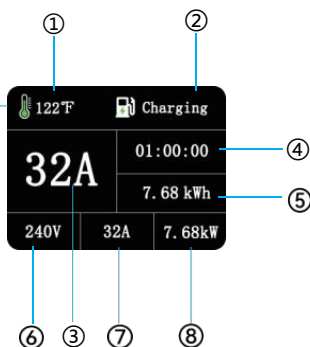 ① ②
122℉ Charging
32A
01:00:00 ④
7.68 kWh ⑤
240V 32A 7.68kW
⑥ ③ ⑦ ⑧